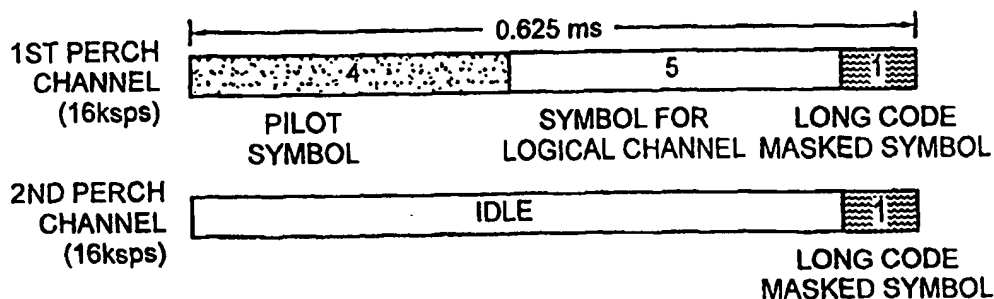 0.625 ms
1ST PERCH
CHANNEL
(16ksps)
4
5
1
PILOT
SYMBOL
SYMBOL FOR
LOGICAL CHANNEL
LONG CODE
MASKED SYMBOL
2ND PERCH
CHANNEL
(16ksps)
IDLE
1
LONG CODE
MASKED SYMBOL